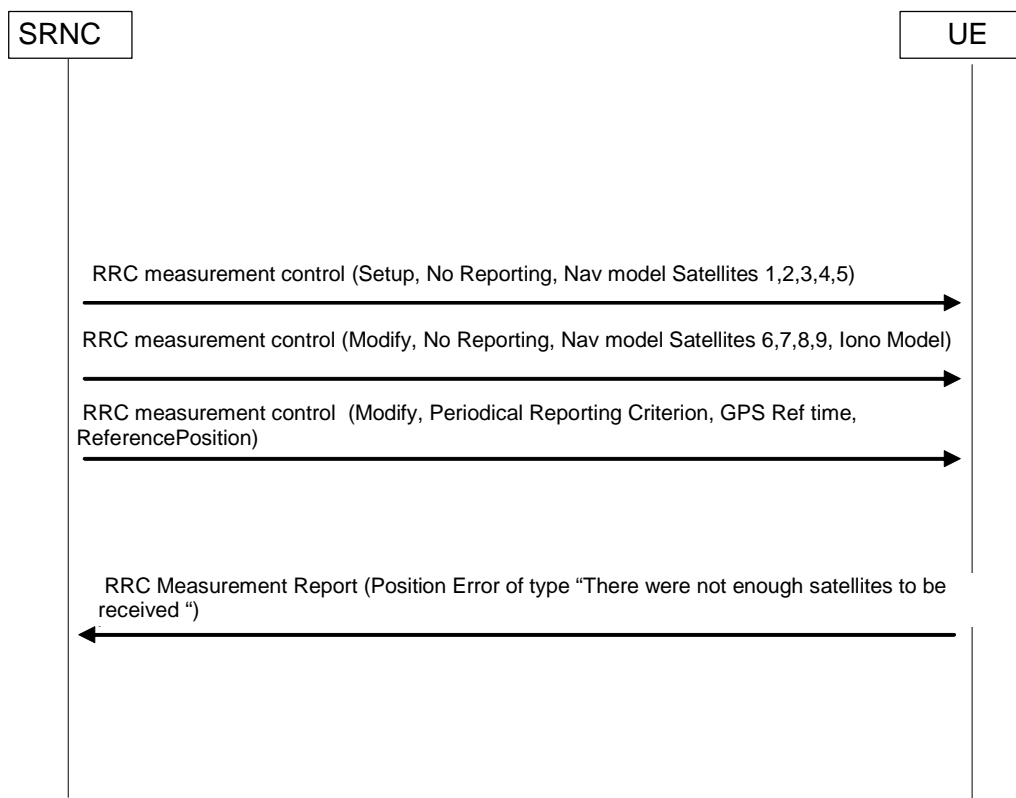 SRNC
UE
RRC measurement control (Setup, No Reporting, Nav model Satellites 1,2,3,4,5)
RRC measurement control (Modify, No Reporting, Nav model Satellites 6,7,8,9, Iono Model)
RRC measurement control  (Modify, Periodical Reporting Criterion, GPS Ref time,
ReferencePosition)
RRC Measurement Report (Position Error of type “There were not enough satellites to be
received “)